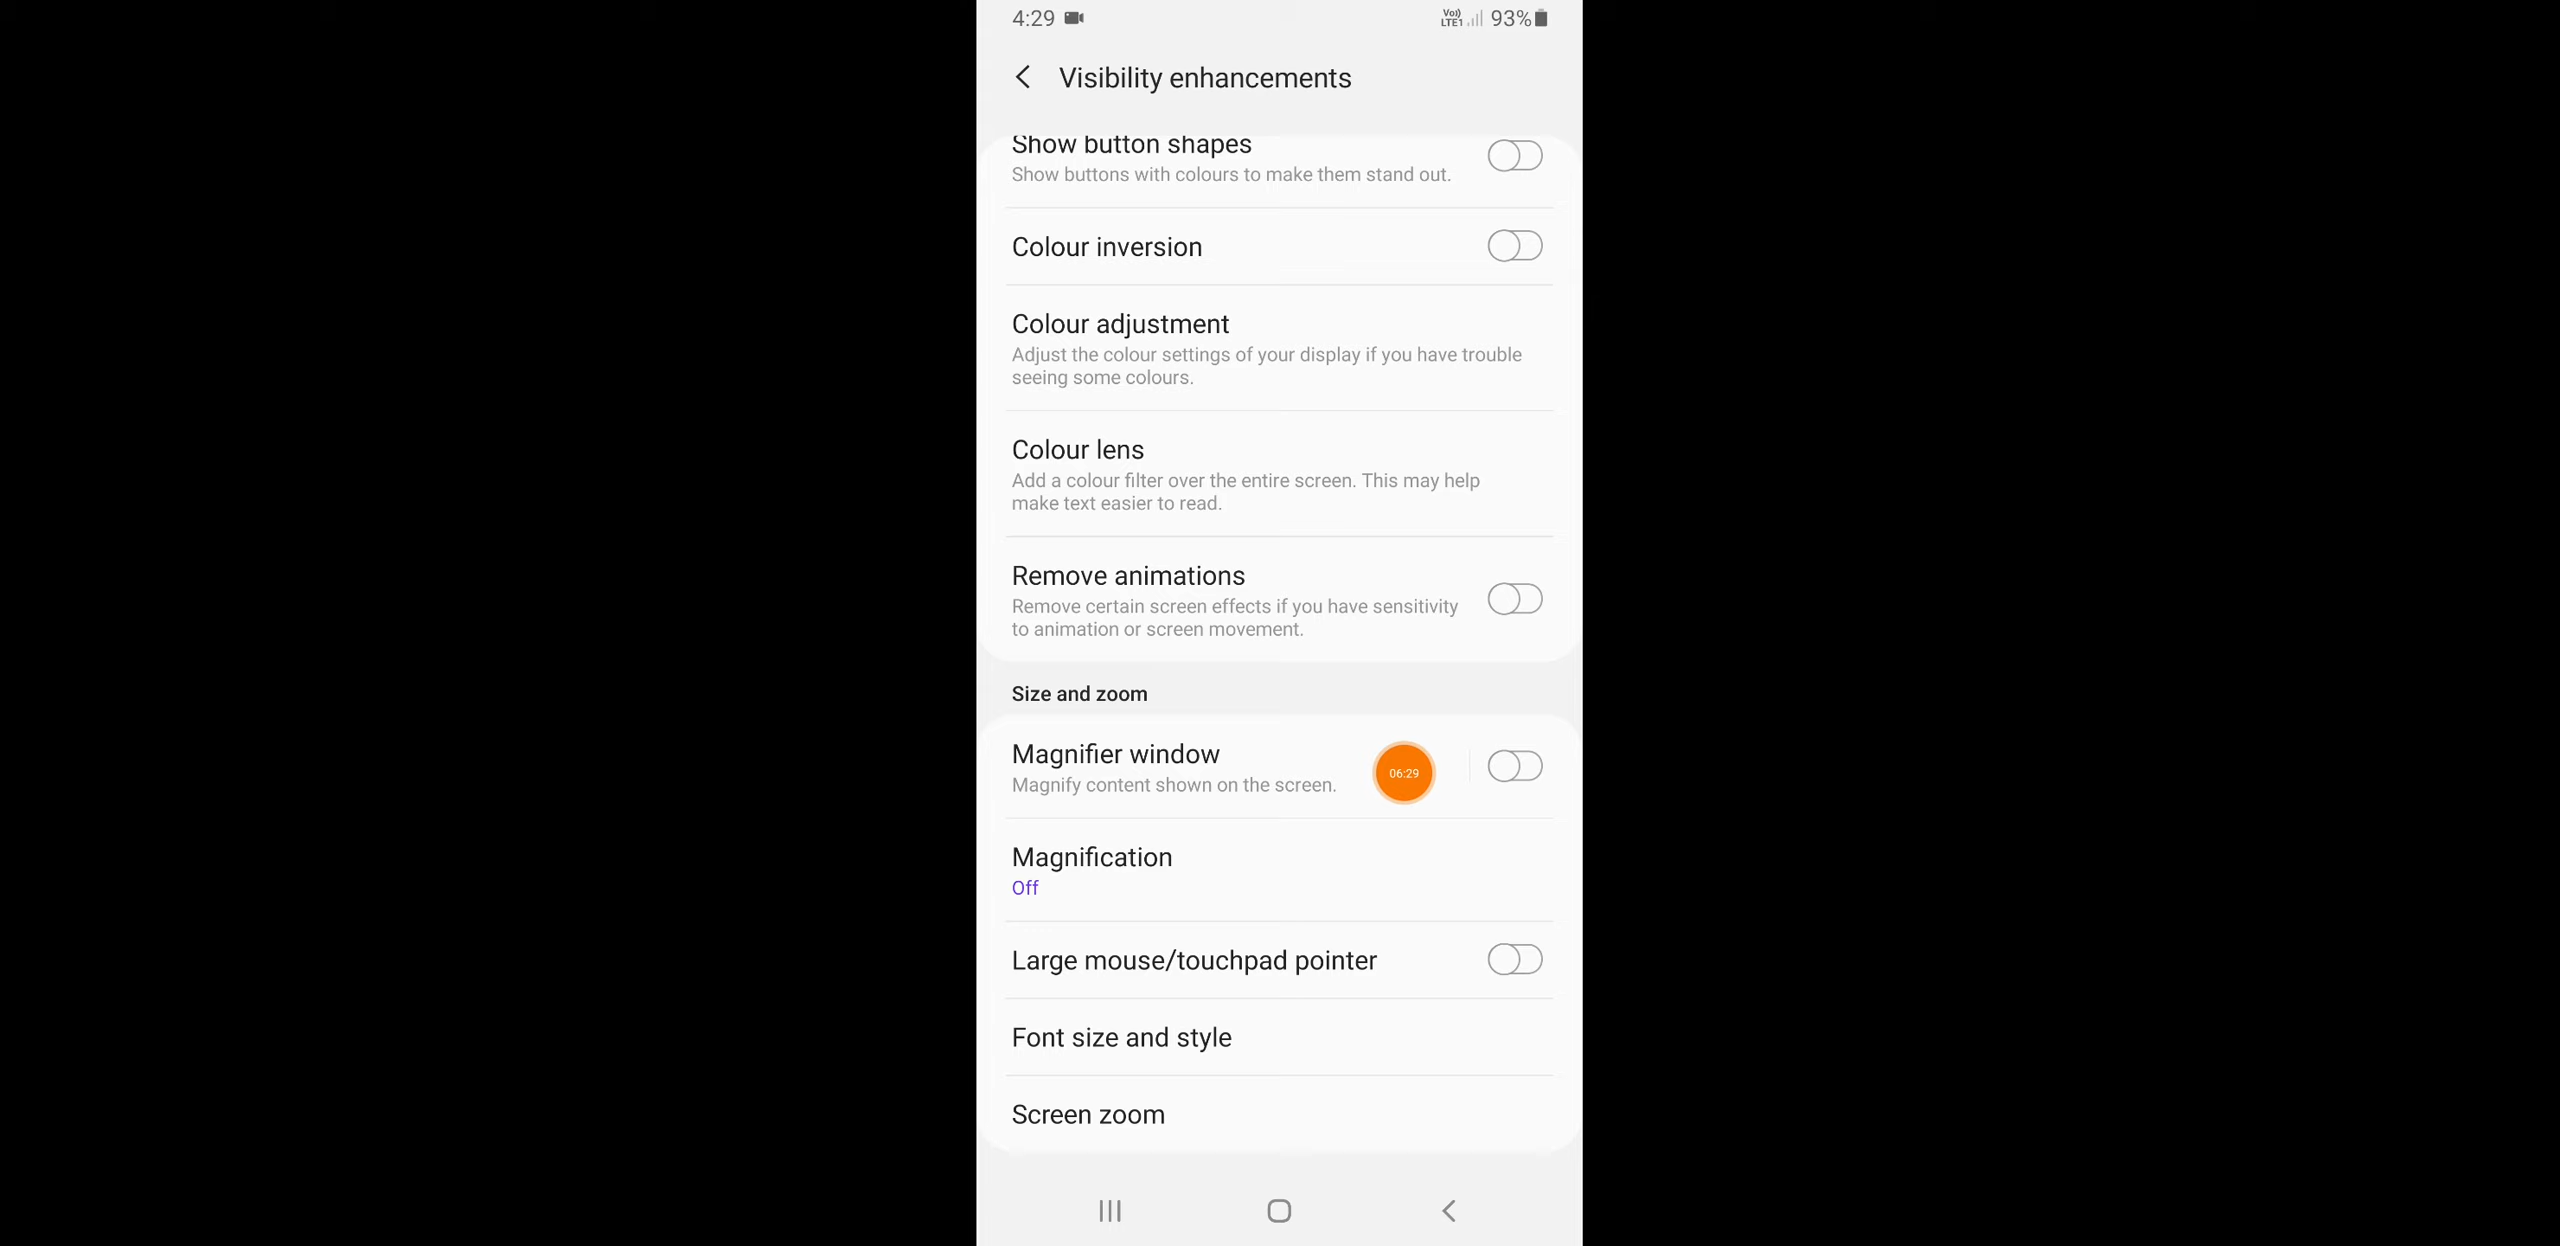 4:29
Vo)) LTE1 93%
Visibility enhancements
Show button shapes
Show buttons with colours to make them stand out.
Colour inversion
Colour adjustment
Adjust the colour settings of your display if you have trouble
seeing some colours.
Colour lens
Add a colour filter over the entire screen. This may help
make text easier to read.
Remove animations
Remove certain screen effects if you have sensitivity
to animation or screen movement.
Size and zoom
Magnifier window
Magnify content shown on the screen.
06:29
Magnification
Off
Large mouse/touchpad pointer
Font size and style
Screen zoom